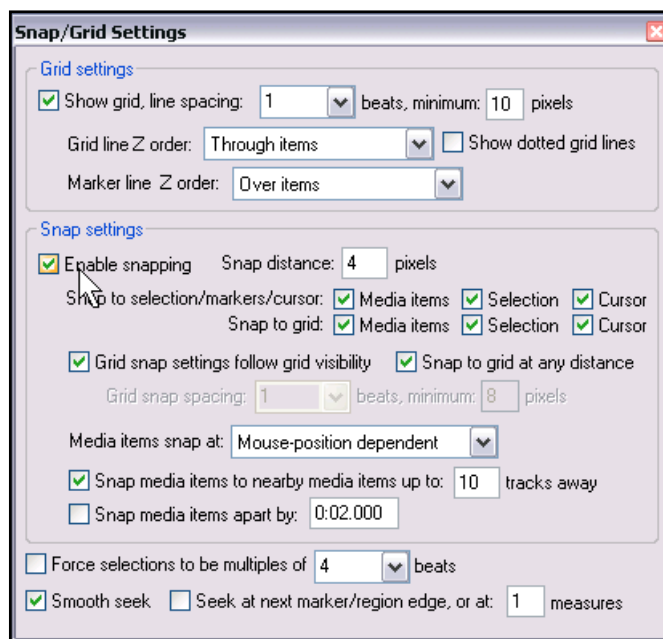 Snap/Grid Settings
Grid settings
Show grid, line spacing: 1 beats, minimum: 10 pixels
Grid line Z order: Through items Show dotted grid lines
Marker line Z order: Over items
Snap settings
Enable snapping Snap distance: 4 pixels
Snap to selection/markers/cursor: Media items Selection Cursor
Snap to grid: Media items Selection Cursor
Grid snap settings follow grid visibility Snap to grid at any distance
Grid snap spacing: 1 beats, minimum: 8 pixels
Media items snap at: Mouse-position dependent
Snap media items to nearby media items up to: 10 tracks away
Snap media items apart by: 0:02.000
Force selections to be multiples of 4 beats
Smooth seek Seek at next marker/region edge, or at: 1 measures